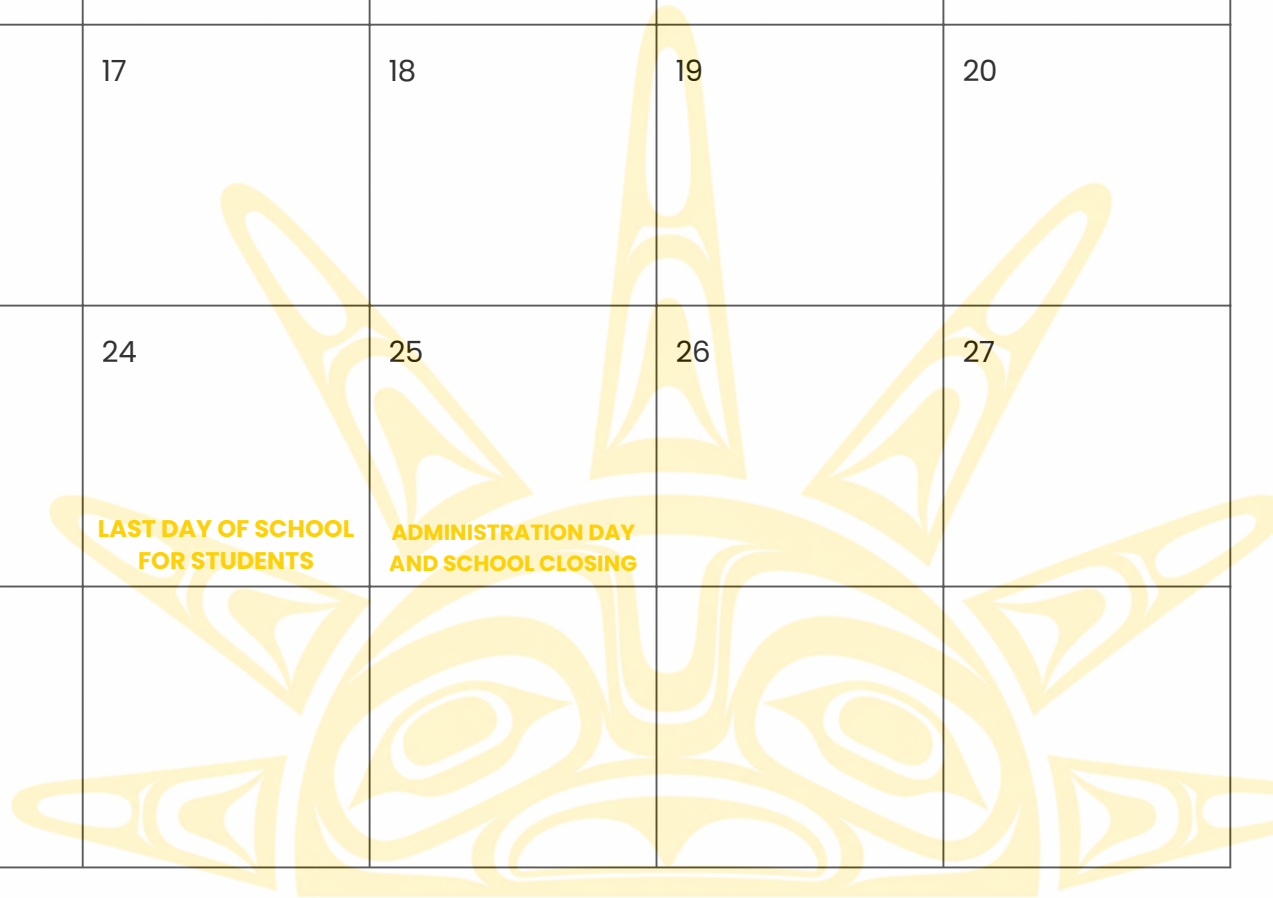 17
18
19
20
24
25
26
27
LAST DAY OF SCHOOL
FOR STUDENTS
ADMINISTRATION DAY
AND SCHOOL CLOSING